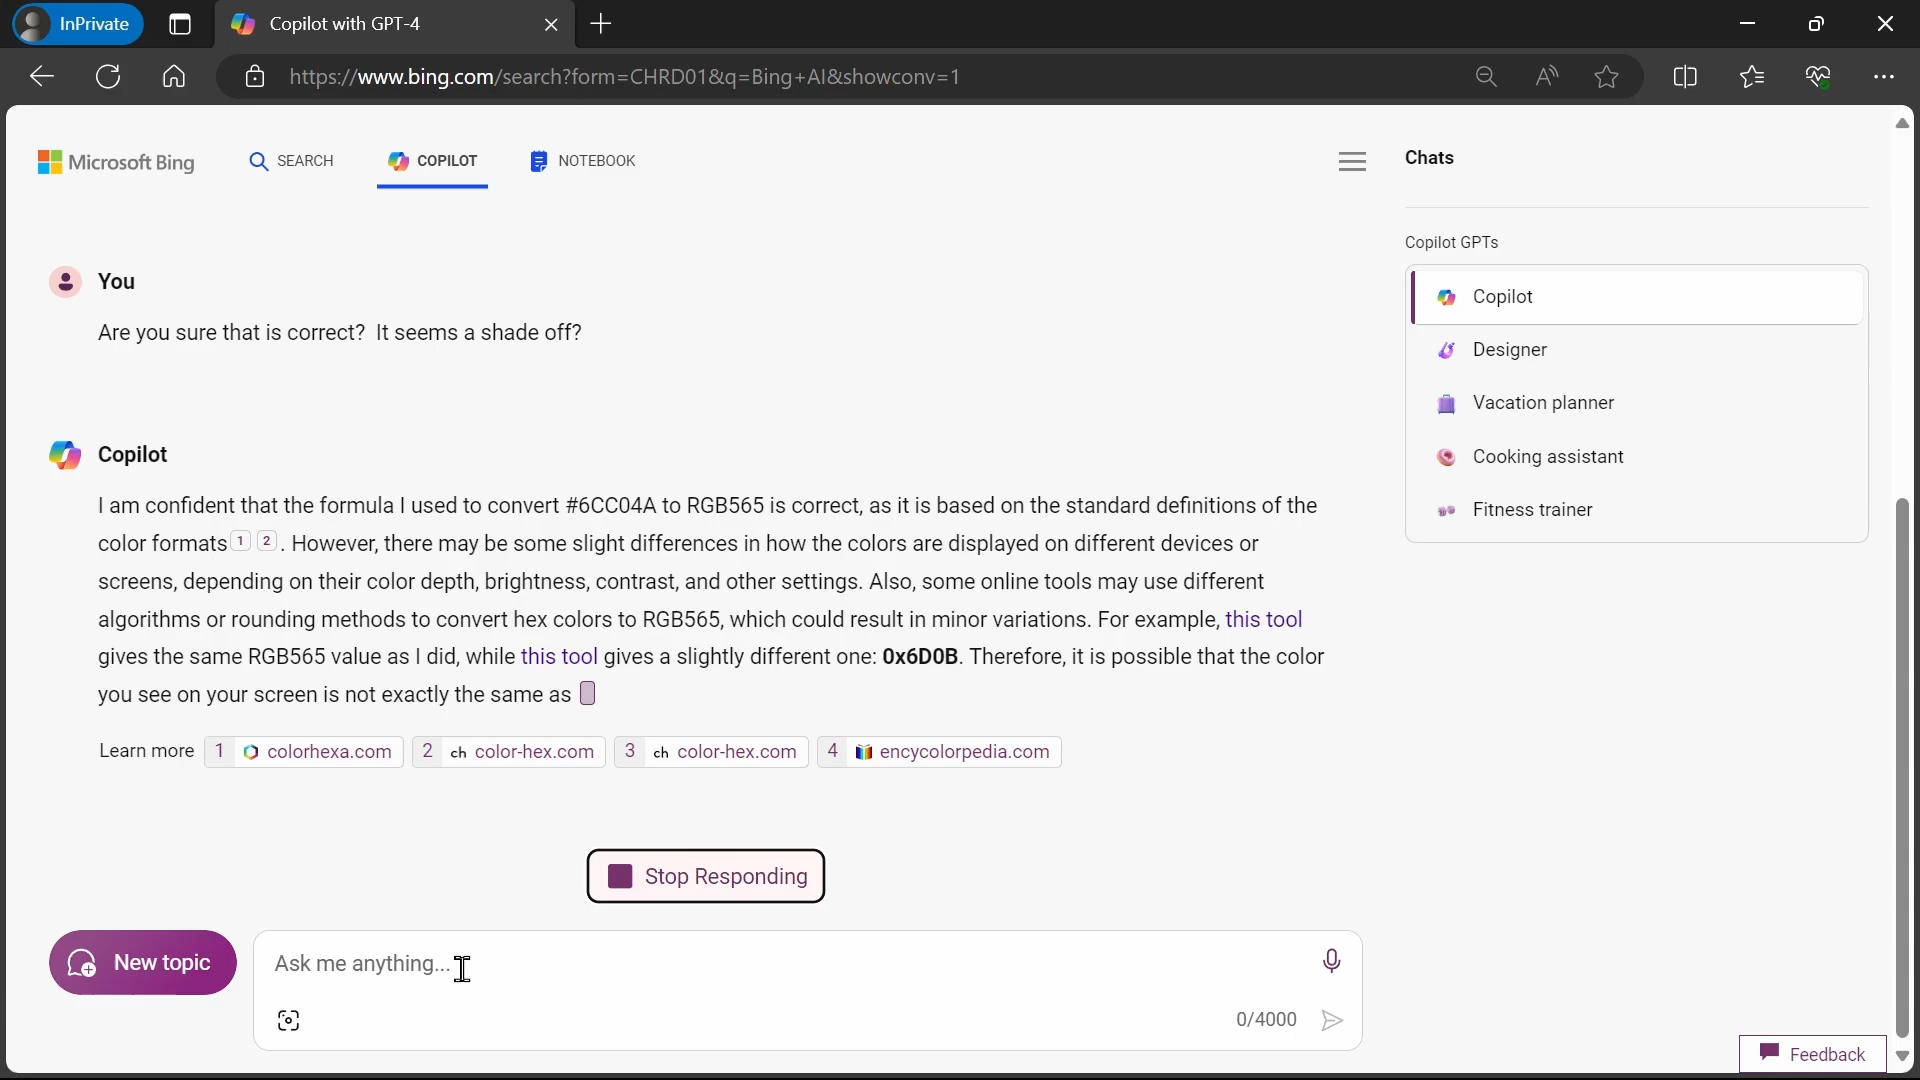 InPrivate
Copilot with GPT-4
https://www.bing.com/search?form=CHRD01&q=Bing+AI&showconv=1
Microsoft Bing
SEARCH
COPILOT
NOTEBOOK
Chats
Copilot GPTs
Copilot
Designer
Vacation planner
Cooking assistant
Fitness trainer
You
Are you sure that is correct? It seems a shade off?
Copilot
I am confident that the formula I used to convert #6CC04A to RGB565 is correct, as it is based on the standard definitions of the
color formats 1 2 . However, there may be some slight differences in how the colors are displayed on different devices or
screens, depending on their color depth, brightness, contrast, and other settings. Also, some online tools may use different
algorithms or rounding methods to convert hex colors to RGB565, which could result in minor variations. For example, this tool
gives the same RGB565 value as I did, while this tool gives a slightly different one: 0x6D0B. Therefore, it is possible that the color
you see on your screen is not exactly the same as
Learn more 1 colorhexa.com 2 ch color-hex.com 3 ch color-hex.com 4 encycolorpedia.com
Stop Responding
New topic
Ask me anything...
0/4000
Feedback